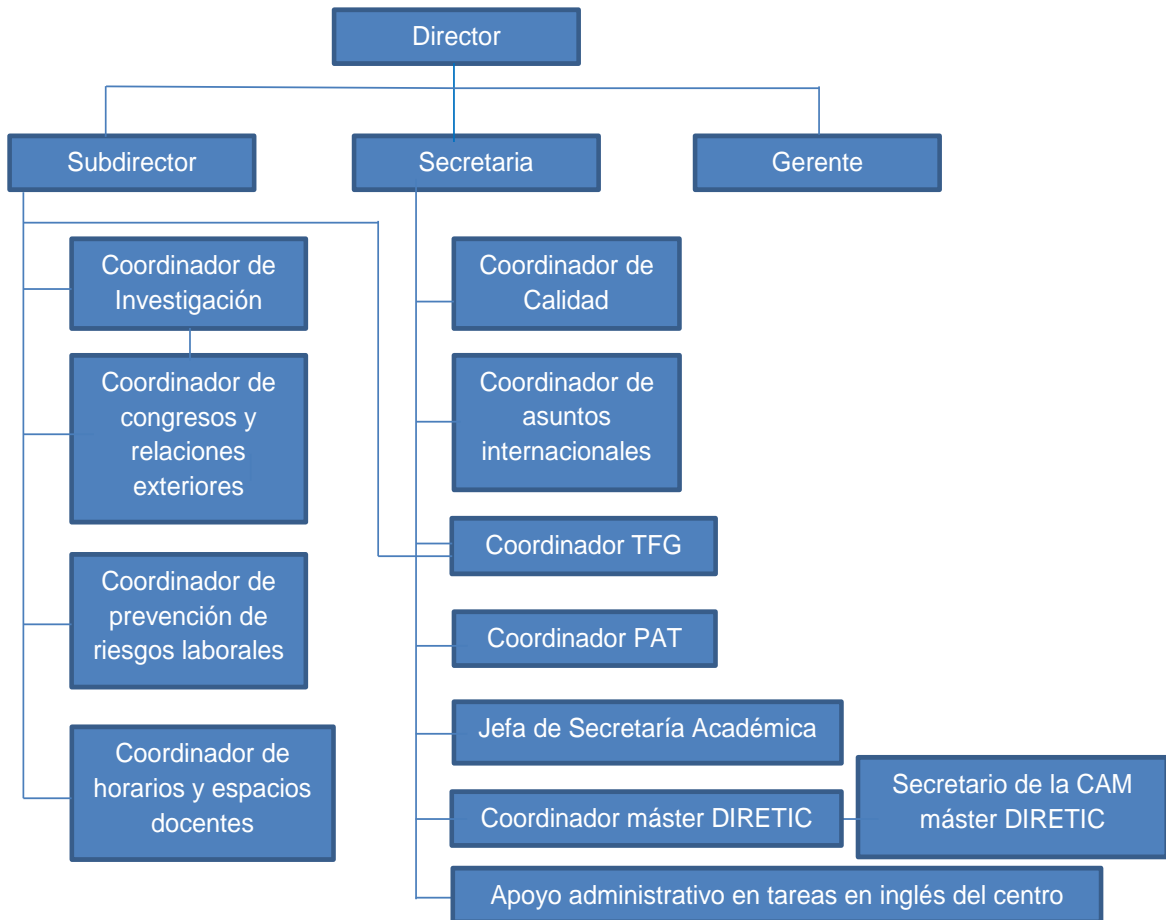 Director
Subdirector
Secretaria
Gerente
Coordinador de
Investigación
Coordinador de
congresos y
relaciones
exteriores
Coordinador de
prevención de
riesgos laborales
Coordinador de
horarios y espacios
docentes
Coordinador de
Calidad
Coordinador de
asuntos
internacionales
Coordinador TFG
Coordinador PAT
Jefa de Secretaría Académica
Coordinador máster DIRETIC
Secretario de la CAM
máster DIRETIC
Apoyo administrativo en tareas en inglés del centro